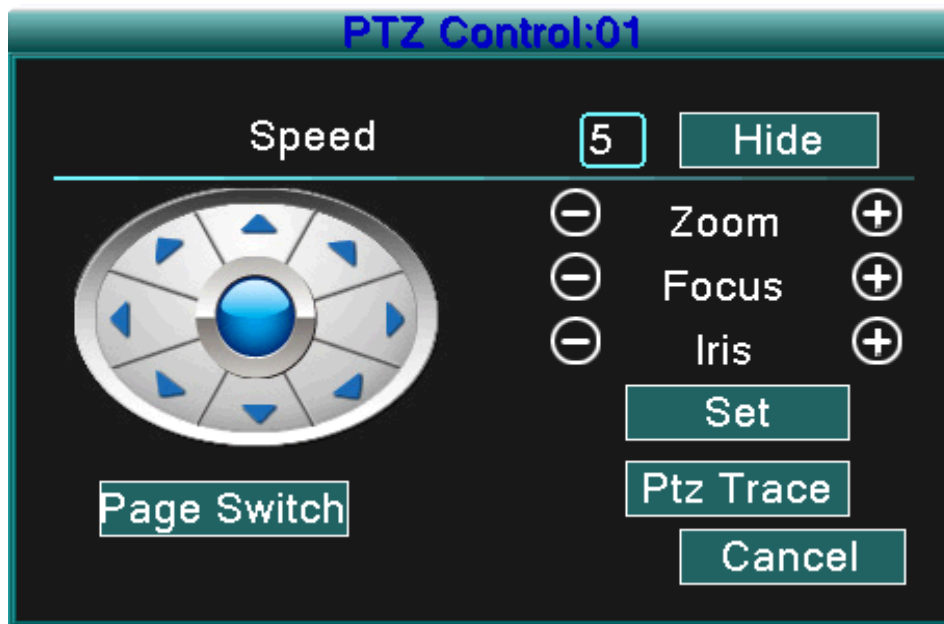 PTZ Control:01
Speed 5 Hide
Zoom
Focus
Iris
Set
Page Switch
Ptz Trace
Cancel